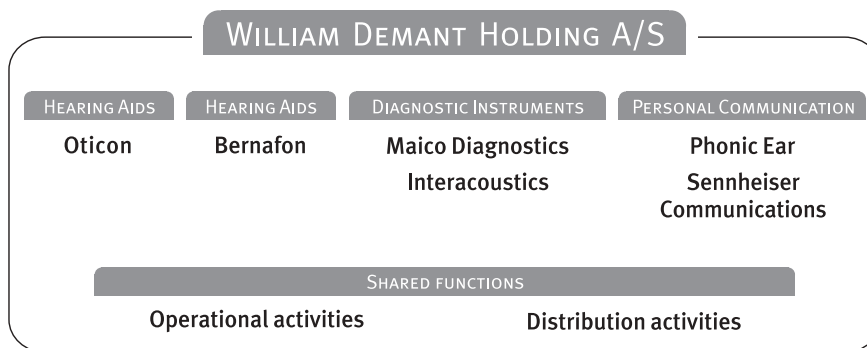 WILLIAM DEMANT HOLDING A/S
HEARING AIDS
Oticon
HEARING AIDS
Bernafon
DIAGNOSTIC INSTRUMENTS
Maico Diagnostics
Interacoustics
PERSONAL COMMUNICATION
Phonic Ear
Sennheiser
Communications
SHARED FUNCTIONS
Operational activities
Distribution activities